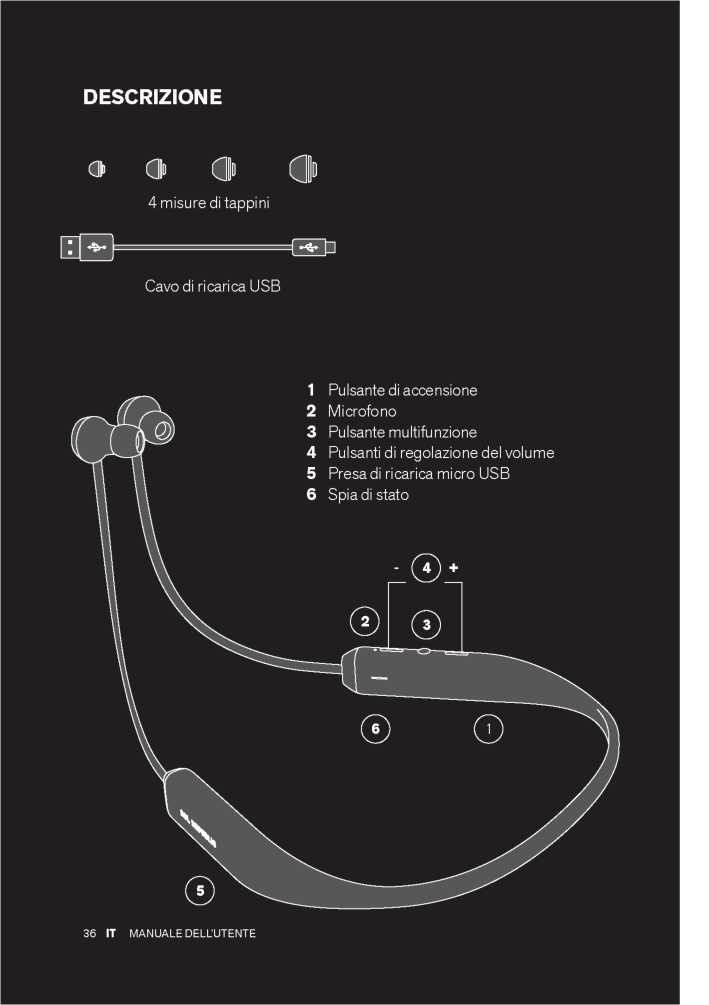 DESCRIZIONE
4 misure di tappini
Cavo di ricarica USB
1 Pulsante di accensione
2 Microfono
3 Pulsante multifunzione
4 Pulsanti di regolazione del volume
5 Presa di ricarica micro USB
6 Spia di stato
- 4 +
2
3
6
1
SOL REPUBLIC
5
36 IT MANUALE DELL'UTENTE